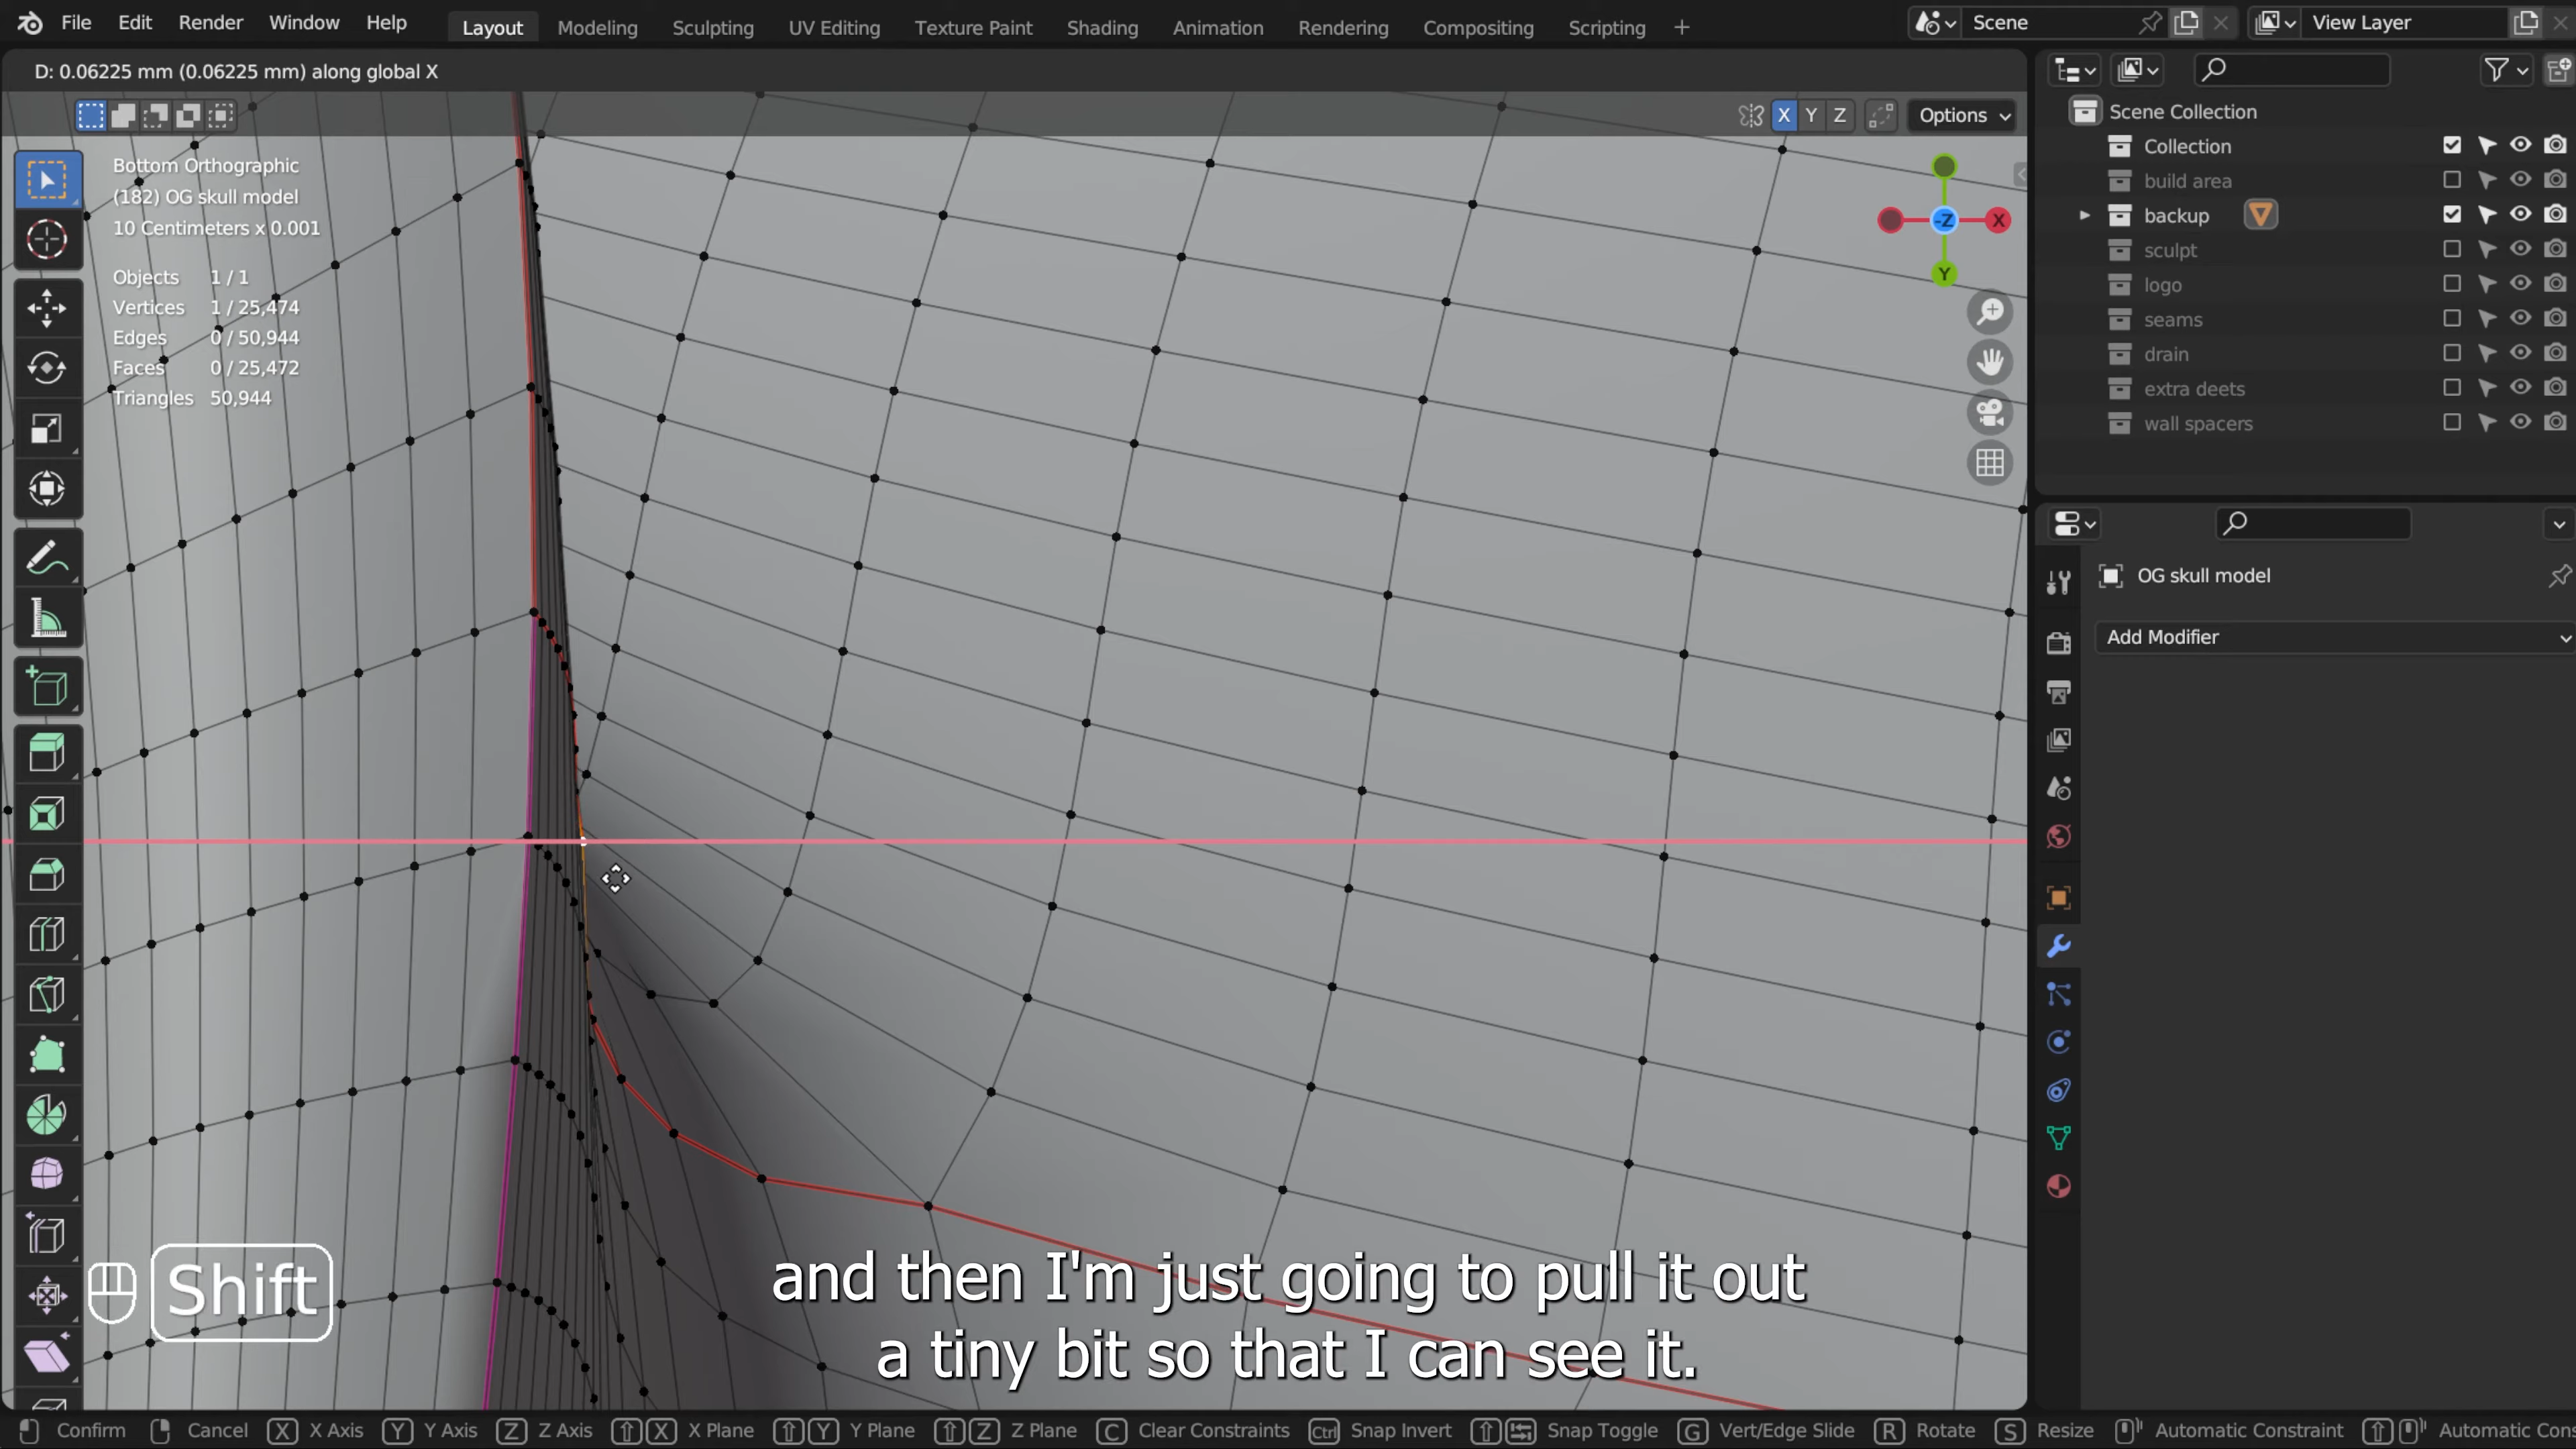 File Edit Render Window Help Layout Modeling Sculpting UV Editing Texture Paint Shading Animation Rendering Compositing Scripting + Scene View Layer
D: 0.06225 mm (0.06225 mm) along global X
X Y Z Options
Bottom Orthographic
(182) OG skull model
10 Centimeters x 0.001
Objects 1 / 1
Vertices 1 / 25,474
Edges 0 / 50,944
Faces 0 / 25,472
Triangles 50,944
-Z X
Y
Scene Collection
Collection
build area
backup
sculpt
logo
seams
drain
extra deets
wall spacers
OG skull model
Add Modifier
Shift
and then I'm just going to pull it out
a tiny bit so that I can see it.
Confirm Cancel X X Axis Y Y Axis Z Z Axis X X Plane Y Y Plane Z Z Plane C Clear Constraints Ctrl Snap Invert Snap Toggle G Vert/Edge Slide R Rotate S Resize Automatic Constraint Automatic Con